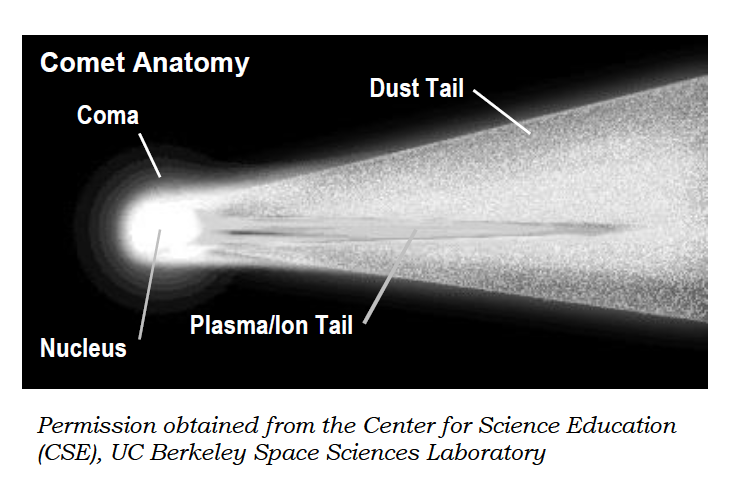 Comet Anatomy
Dust Tail
Coma
Plasma/Ion Tail
Nucleus
Permission obtained from the Center for Science Education
(CSE), UC Berkeley Space Sciences Laboratory